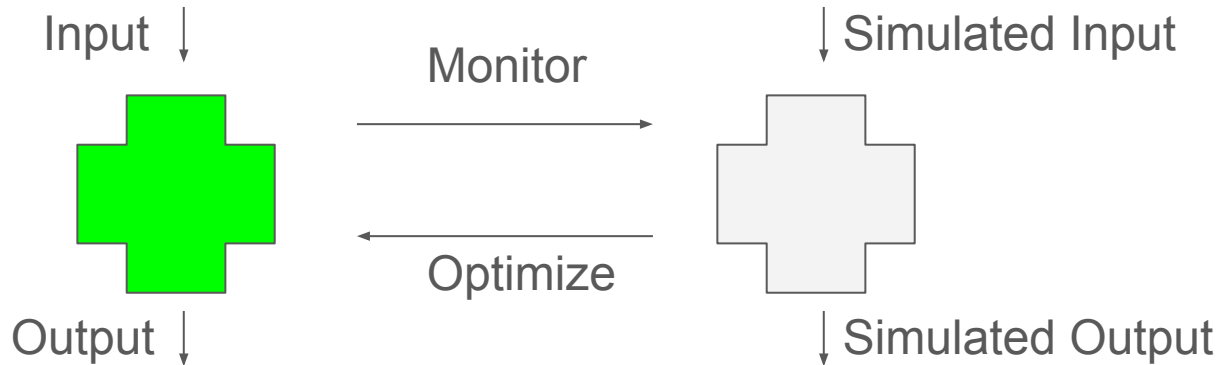 Input
Simulated Input
Monitor
Optimize
Output
Simulated Output